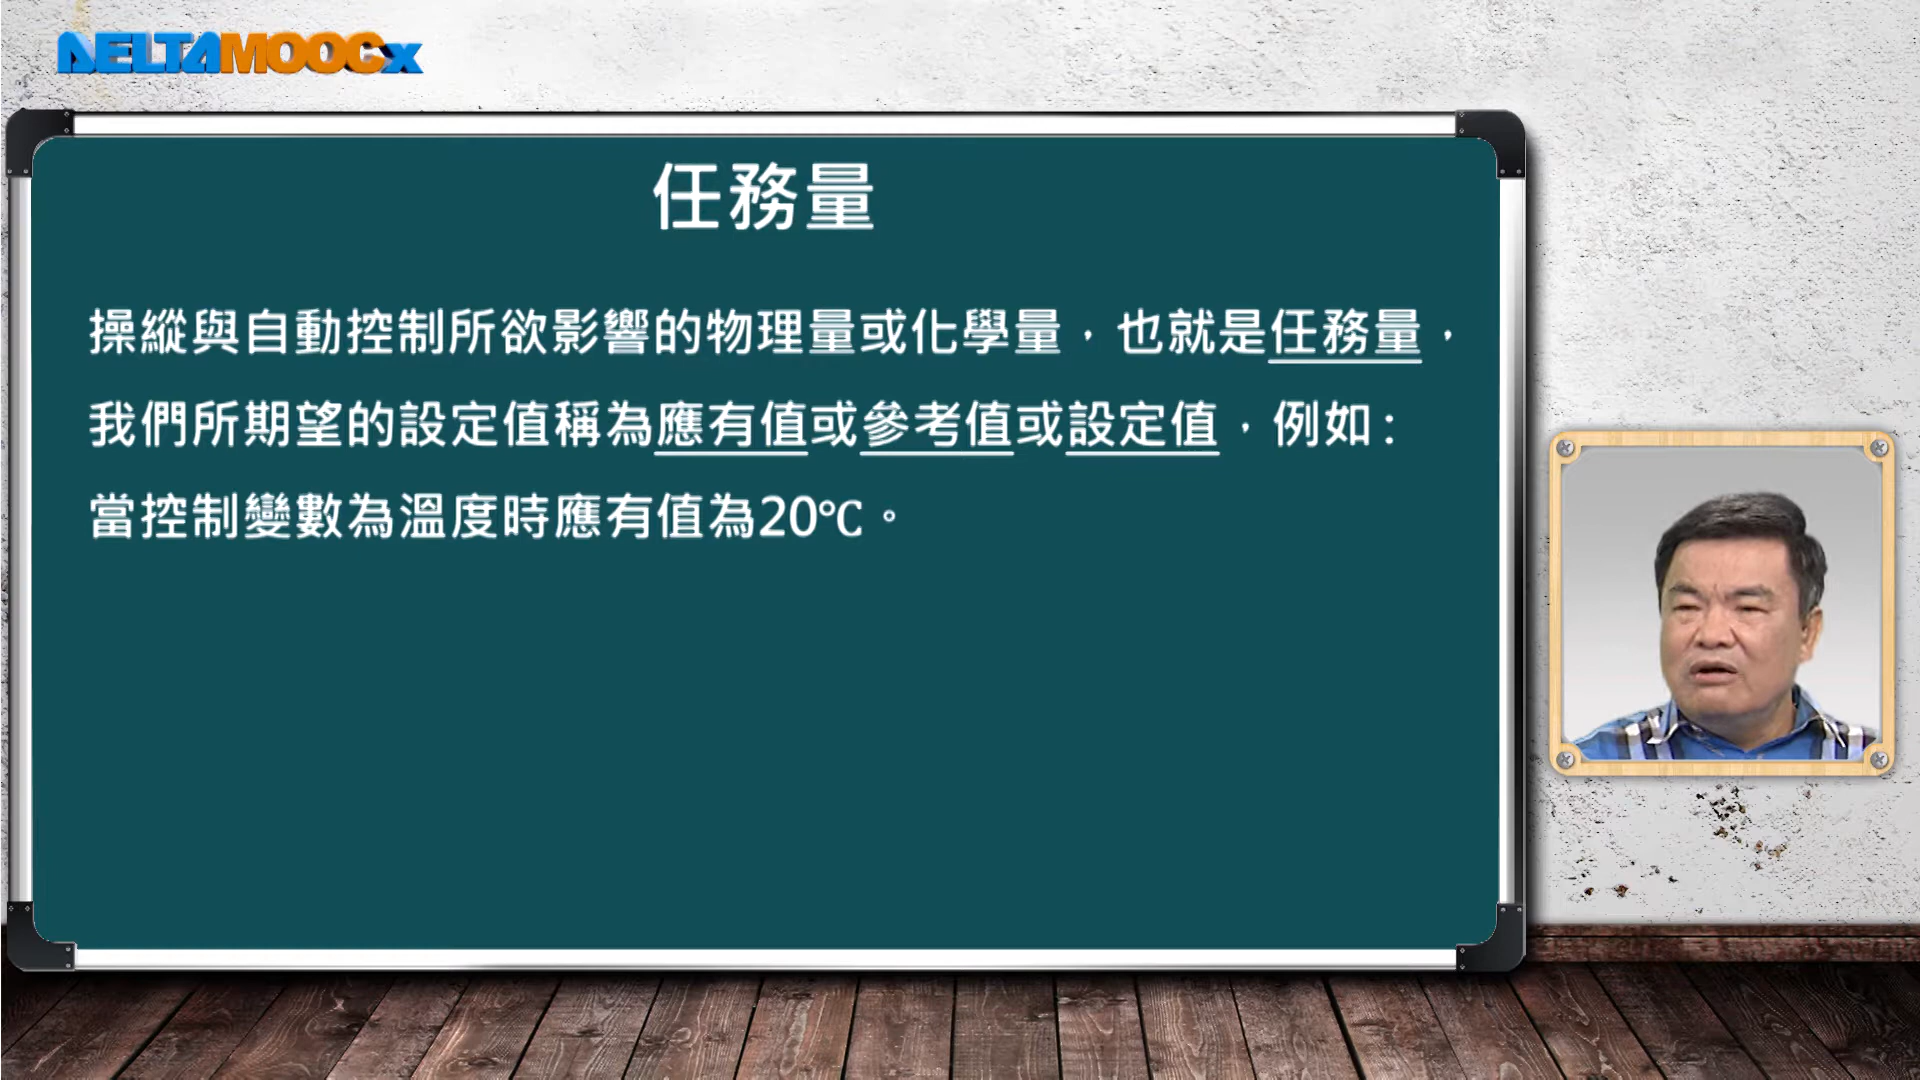 DELTAMOOCx
任務量
操縱與自動控制所欲影響的物理量或化學量，也就是任務量，
我們所期望的設定值稱為應有值或參考值或設定值，例如：
當控制變數為溫度時應有值為20℃。